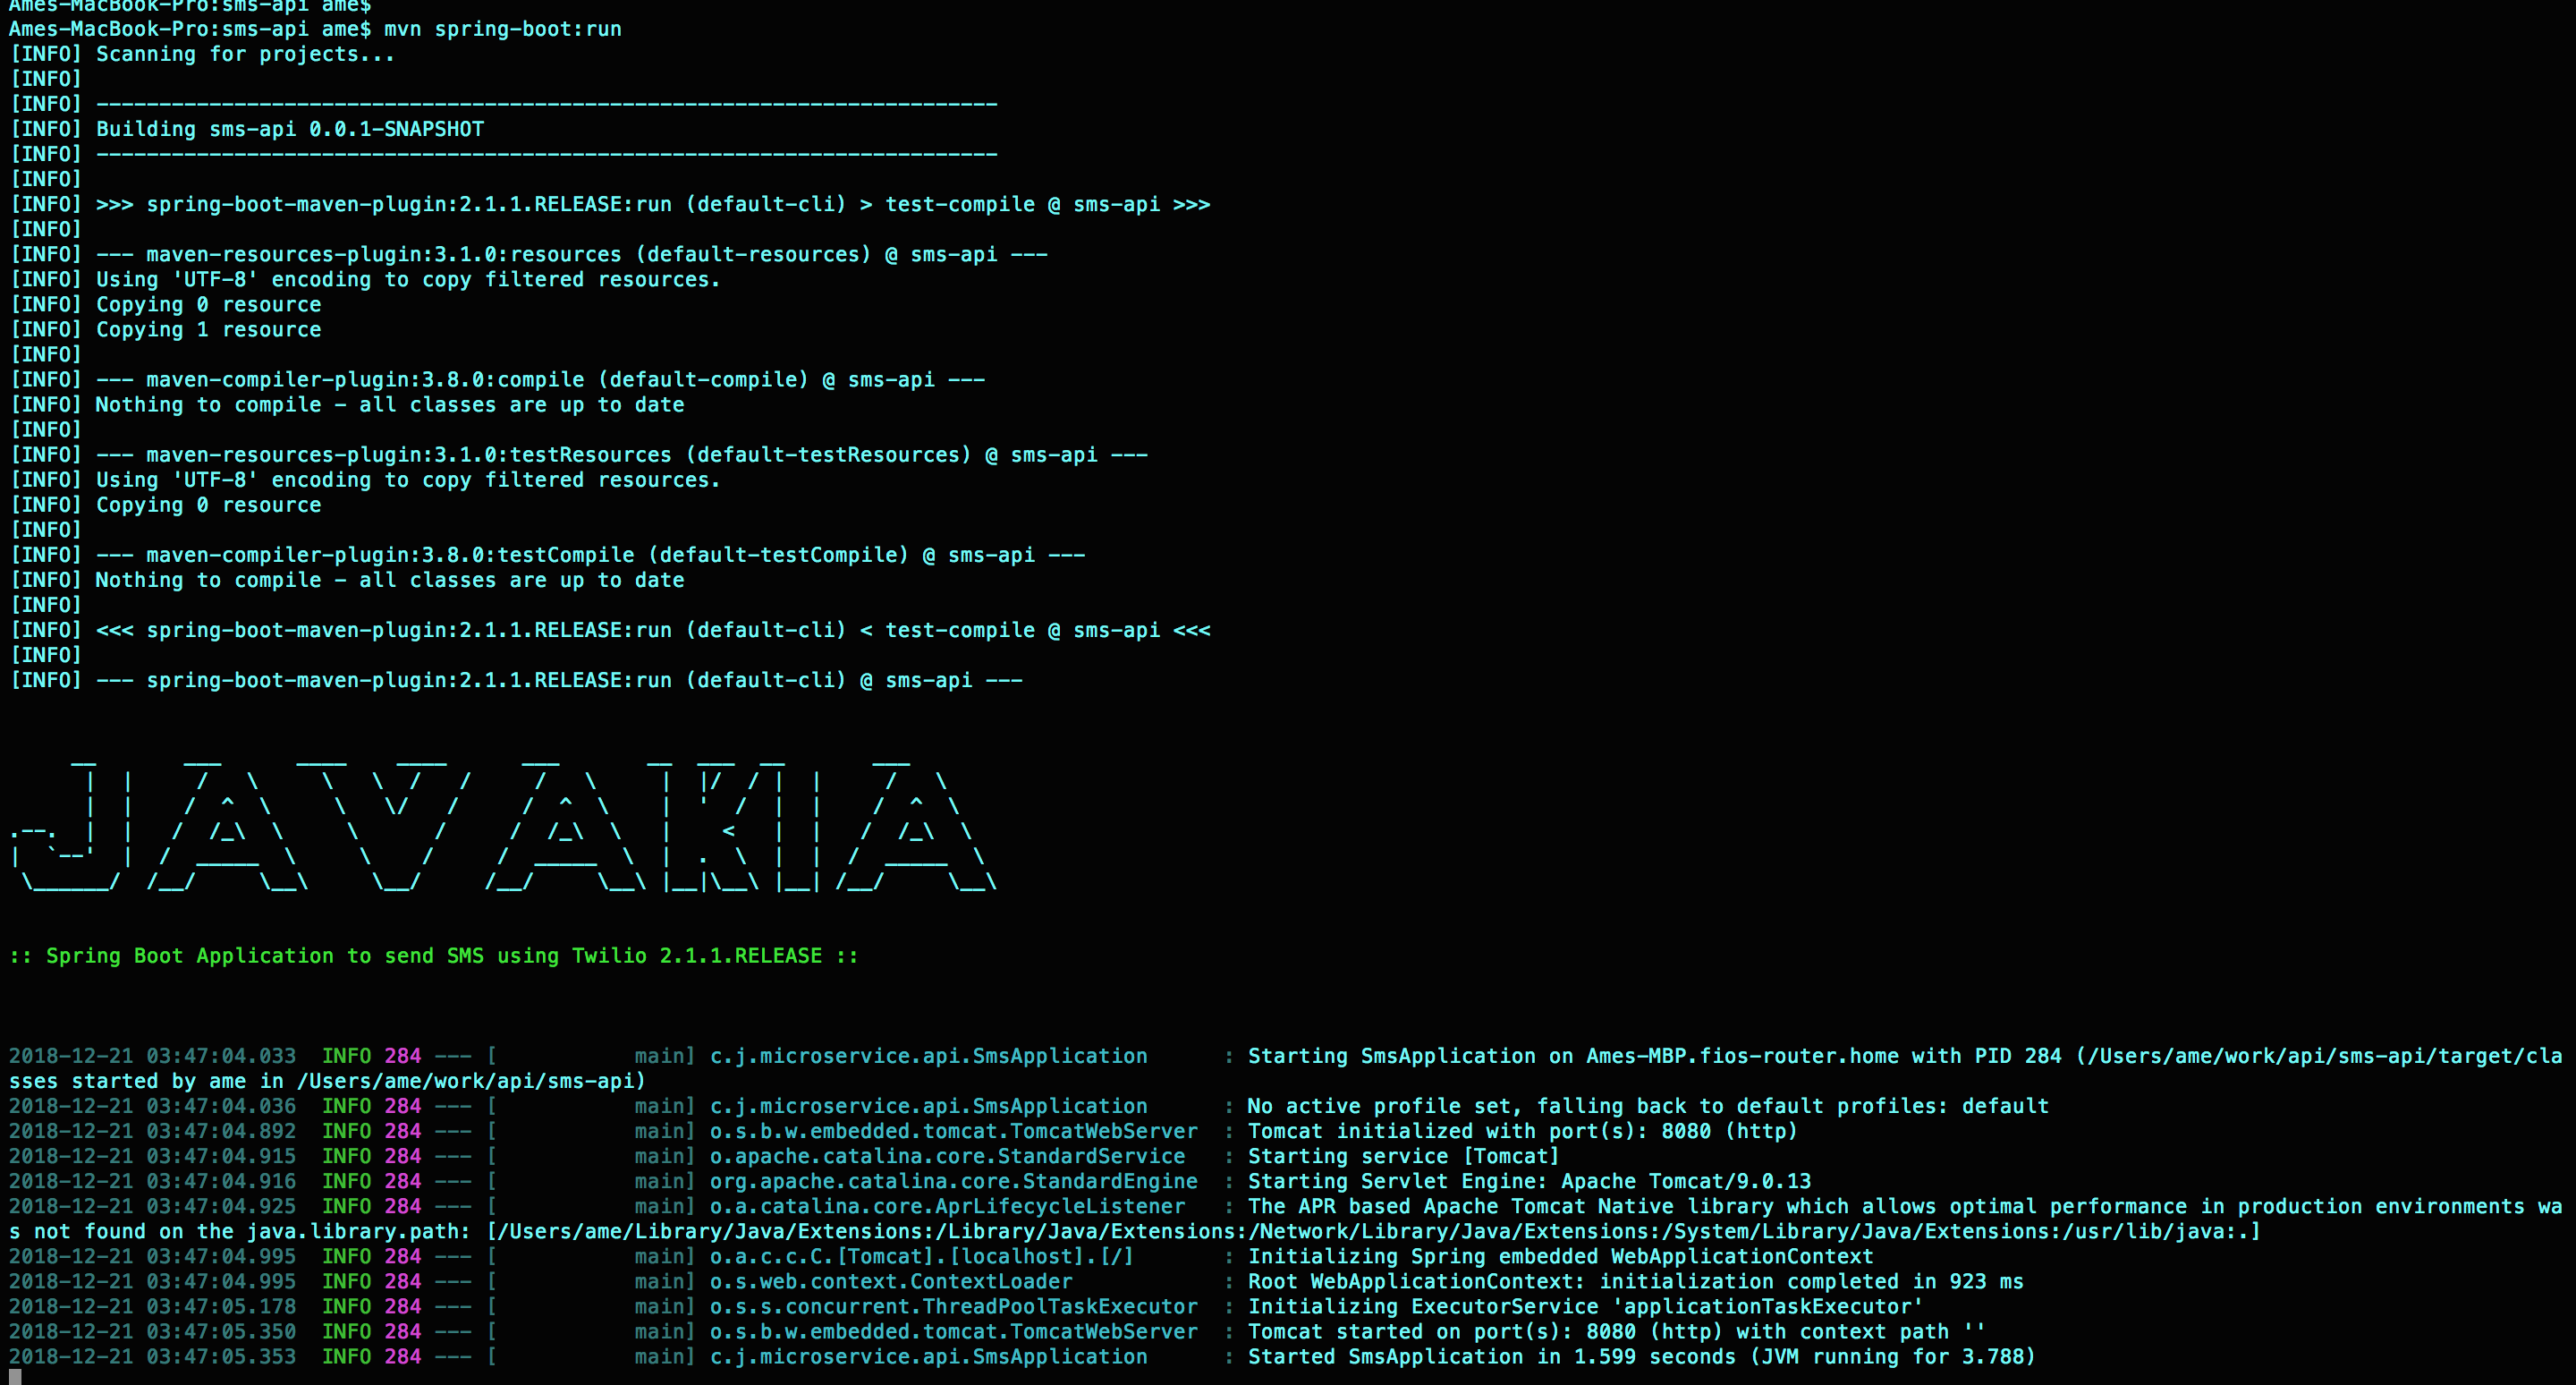 Ames-MacBook-Pro:sms-api ame$
Ames-MacBook-Pro:sms-api ame$ mvn spring-boot:run
[INFO] Scanning for projects...
[INFO]
[INFO] ------------------------------------------------------------------------
[INFO] Building sms-api 0.0.1-SNAPSHOT
[INFO] ------------------------------------------------------------------------
[INFO]
[INFO] >>> spring-boot-maven-plugin:2.1.1.RELEASE:run (default-cli) > test-compile @ sms-api >>>
[INFO]
[INFO] --- maven-resources-plugin:3.1.0:resources (default-resources) @ sms-api ---
[INFO] Using 'UTF-8' encoding to copy filtered resources.
[INFO] Copying 0 resource
[INFO] Copying 1 resource
[INFO]
[INFO] --- maven-compiler-plugin:3.8.0:compile (default-compile) @ sms-api ---
[INFO] Nothing to compile - all classes are up to date
[INFO]
[INFO] --- maven-resources-plugin:3.1.0:testResources (default-testResources) @ sms-api ---
[INFO] Using 'UTF-8' encoding to copy filtered resources.
[INFO] Copying 0 resource
[INFO]
[INFO] --- maven-compiler-plugin:3.8.0:testCompile (default-testCompile) @ sms-api ---
[INFO] Nothing to compile - all classes are up to date
[INFO]
[INFO] <<< spring-boot-maven-plugin:2.1.1.RELEASE:run (default-cli) < test-compile @ sms-api <<<
[INFO]
[INFO] --- spring-boot-maven-plugin:2.1.1.RELEASE:run (default-cli) @ sms-api ---
JAVAKIA
:: Spring Boot Application to send SMS using Twilio 2.1.1.RELEASE ::
2018-12-21 03:47:04.033  INFO 284 --- [           main] c.j.microservice.api.SmsApplication      : Starting SmsApplication on Ames-MBP.fios-router.home with PID 284 (/Users/ame/work/api/sms-api/target/cla
sses started by ame in /Users/ame/work/api/sms-api)
2018-12-21 03:47:04.036  INFO 284 --- [           main] c.j.microservice.api.SmsApplication      : No active profile set, falling back to default profiles: default
2018-12-21 03:47:04.892  INFO 284 --- [           main] o.s.b.w.embedded.tomcat.TomcatWebServer  : Tomcat initialized with port(s): 8080 (http)
2018-12-21 03:47:04.915  INFO 284 --- [           main] o.apache.catalina.core.StandardService   : Starting service [Tomcat]
2018-12-21 03:47:04.916  INFO 284 --- [           main] org.apache.catalina.core.StandardEngine  : Starting Servlet Engine: Apache Tomcat/9.0.13
2018-12-21 03:47:04.925  INFO 284 --- [           main] o.a.catalina.core.AprLifecycleListener   : The APR based Apache Tomcat Native library which allows optimal performance in production environments wa
s not found on the java.library.path: [/Users/ame/Library/Java/Extensions:/Library/Java/Extensions:/Network/Library/Java/Extensions:/System/Library/Java/Extensions:/usr/lib/java:.]
2018-12-21 03:47:04.995  INFO 284 --- [           main] o.a.c.c.C.[Tomcat].[localhost].[/]       : Initializing Spring embedded WebApplicationContext
2018-12-21 03:47:04.995  INFO 284 --- [           main] o.s.web.context.ContextLoader            : Root WebApplicationContext: initialization completed in 923 ms
2018-12-21 03:47:05.178  INFO 284 --- [           main] o.s.s.concurrent.ThreadPoolTaskExecutor  : Initializing ExecutorService 'applicationTaskExecutor'
2018-12-21 03:47:05.350  INFO 284 --- [           main] o.s.b.w.embedded.tomcat.TomcatWebServer  : Tomcat started on port(s): 8080 (http) with context path ''
2018-12-21 03:47:05.353  INFO 284 --- [           main] c.j.microservice.api.SmsApplication      : Started SmsApplication in 1.599 seconds (JVM running for 3.788)